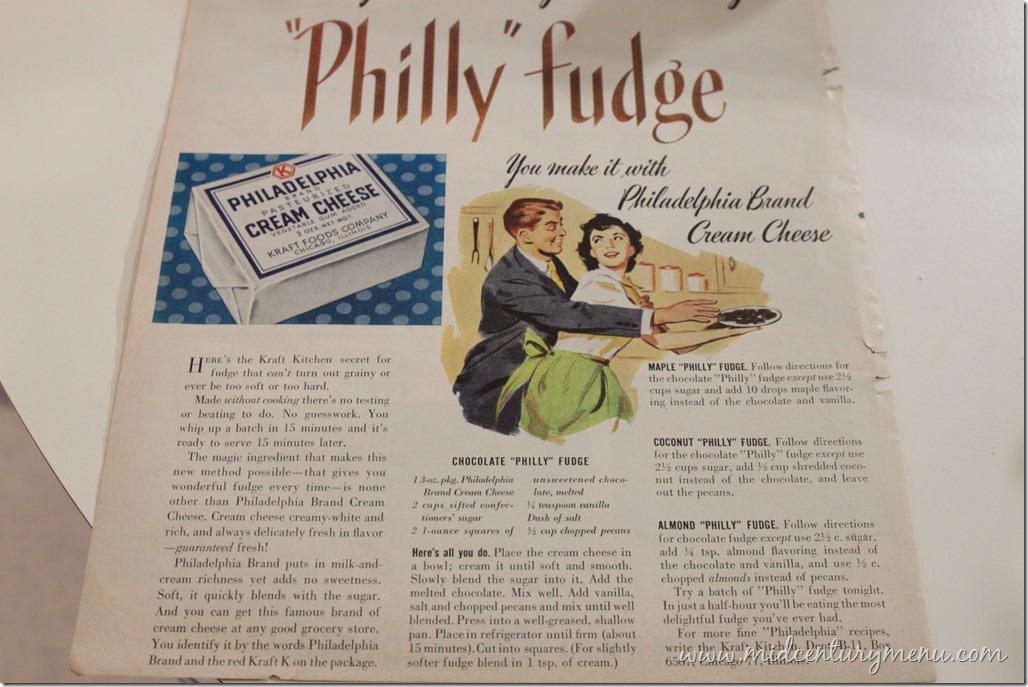 "Philly" fudge
PHILADELPHIA
BRAND
PASTEURIZED
CREAM CHEESE
VEGETABLE GUM ADDED
3 OZS. NET WGT.
KRAFT FOODS COMPANY
CHICAGO, ILLINOIS
K
You make it with
Philadelphia Brand
Cream Cheese
HERE'S the Kraft Kitchen secret for
fudge that can't turn out grainy or
ever be too soft or too hard.
Made without cooking there's no testing
or beating to do. No guesswork. You
whip up a batch in 15 minutes and it's
ready to serve 15 minutes later.
The magic ingredient that makes this
new method possible—that gives you
wonderful fudge every time—is none
other than Philadelphia Brand Cream
Cheese. Cream cheese creamy-white and
rich, and always delicately fresh in flavor
—guaranteed fresh!
Philadelphia Brand puts in milk-and-
cream richness yet adds no sweetness.
Soft, it quickly blends with the sugar.
And you can get this famous brand of
cream cheese at any good grocery store.
You identify it by the words Philadelphia
Brand and the red Kraft K on the package.
CHOCOLATE "PHILLY" FUDGE
1 3-oz. pkg. Philadelphia
Brand Cream Cheese
2 cups sifted confec-
tioners' sugar
2 1-ounce squares of
unsweetened choco-
late, melted
¼ teaspoon vanilla
Dash of salt
½ cup chopped pecans
Here's all you do. Place the cream cheese in
a bowl; cream it until soft and smooth.
Slowly blend the sugar into it. Add the
melted chocolate. Mix well. Add vanilla,
salt and chopped pecans and mix until well
blended. Press into a well-greased, shallow
pan. Place in refrigerator until firm (about
15 minutes). Cut into squares. (For slightly
softer fudge blend in 1 tsp. of cream.)
MAPLE "PHILLY" FUDGE. Follow directions for
the chocolate "Philly" fudge except use 2½
cups sugar and add 10 drops maple flavor-
ing instead of the chocolate and vanilla.
COCONUT "PHILLY" FUDGE. Follow directions
for the chocolate "Philly" fudge except use
2½ cups sugar, add ½ cup shredded coco-
nut instead of the chocolate, and leave
out the pecans.
ALMOND "PHILLY" FUDGE. Follow directions
for chocolate fudge except use 2½ c. sugar,
add ¼ tsp. almond flavoring instead of
the chocolate and vanilla, and use ½ c.
chopped almonds instead of pecans.
Try a batch of "Philly" fudge tonight.
In just a half-hour you'll be eating the most
delightful fudge you've ever had.
For more fine "Philadelphia" recipes,
write the Kraft Kitchen, Dept. B-11, Box
Chicago
www.midcenturymenu.com